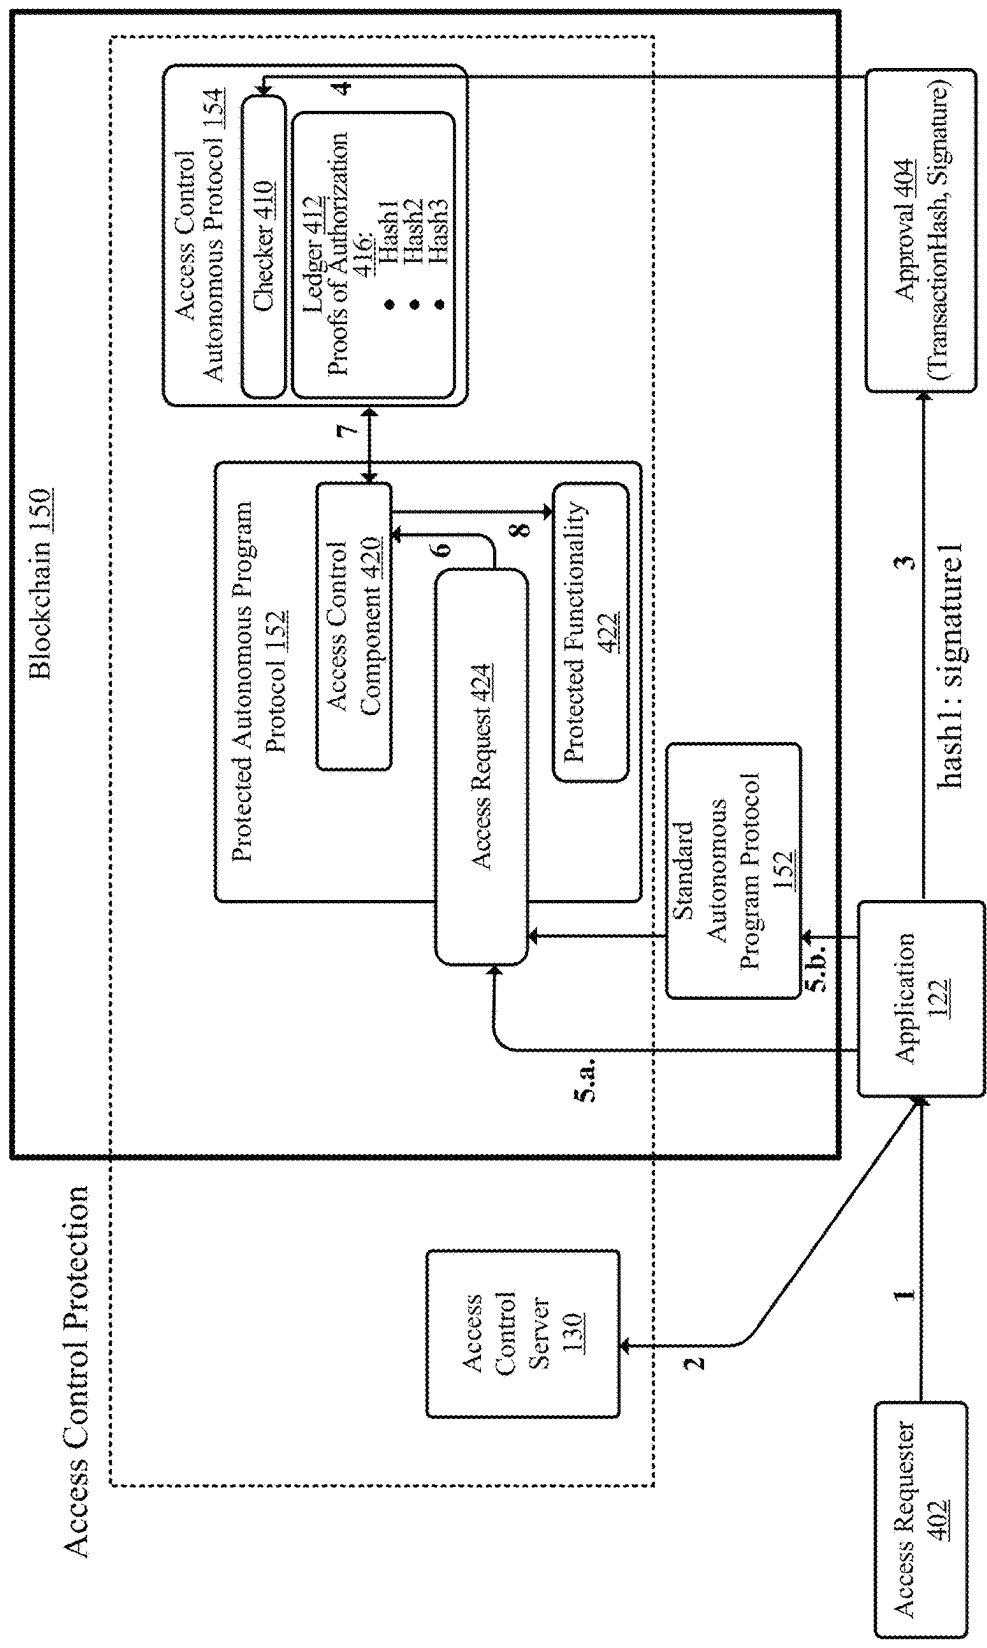 Access Control Protection
Blockchain 150
Access Control
Autonomous Protocol 154
Checker 410
Ledger 412
Proofs of Authorization
416:
• Hash1
• Hash2
• Hash3
4
7
Protected Autonomous Program
Protocol 152
Access Control
Component 420
6
8
Access Request 424
Protected Functionality
422
Standard
Autonomous
Program Protocol
152
5.a.
5.b.
Access
Control
Server
130
2
Access Requester
402
1
Application
122
3
hash1: signature1
Approval 404
(TransactionHash, Signature)